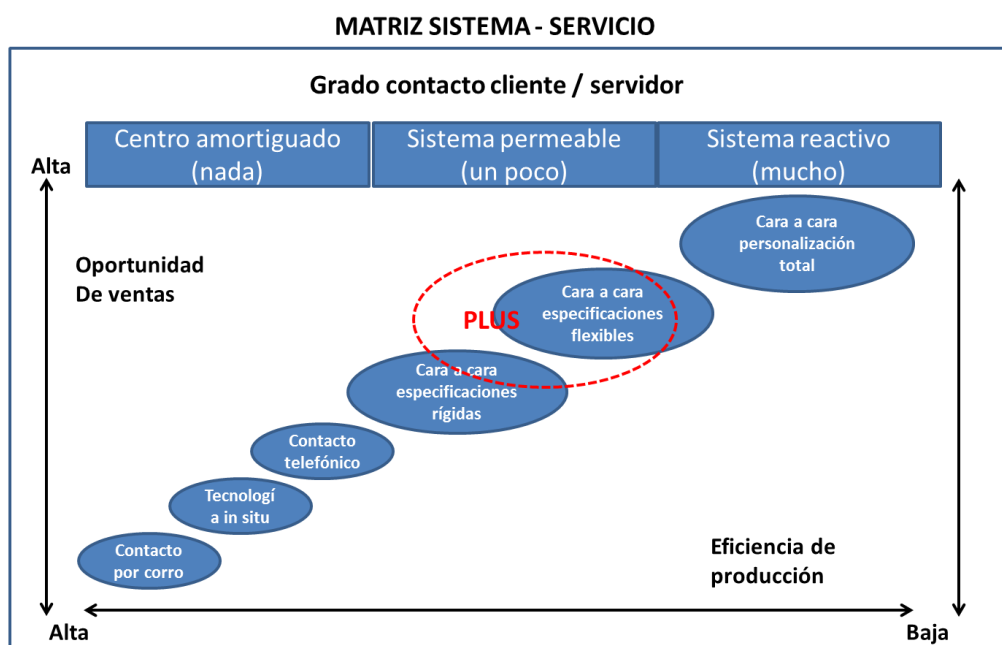 MATRIZ SISTEMA - SERVICIO
Grado contacto cliente / servidor
Centro amortiguado
(nada)
Sistema permeable
(un poco)
Sistema reactivo
(mucho)
Alta
Oportunidad
De ventas
Cara a cara
personalización
total
Cara a cara
especificaciones
flexibles
PLUS
Cara a cara
especificaciones
rígidas
Contacto
telefónico
Tecnologí
a in situ
Contacto
por corro
Eficiencia de
producción
Alta
Baja